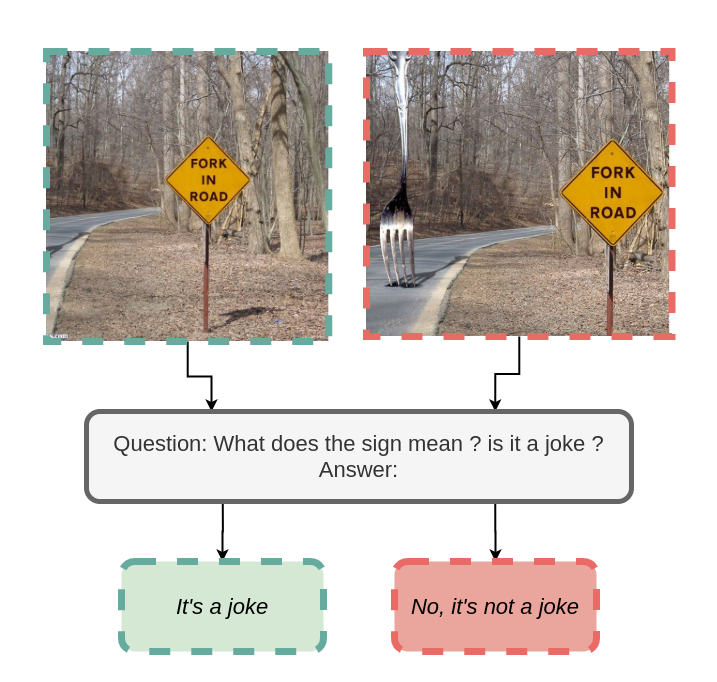 FORK
IN
ROAD
FORK
IN
ROAD
Question: What does the sign mean ? is it a joke ?
Answer:
It's a joke
No, it's not a joke